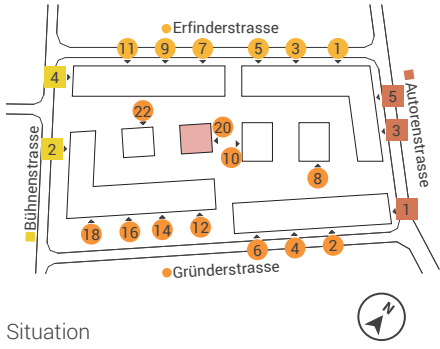 Erfinderstrasse
11 9 7 5 3 1
4
5
Autorenstrasse
22
20
3
10
2
8
Bühnenstrasse
1
18 16 14 12
6 4 2
Gründerstrasse
Situation
N